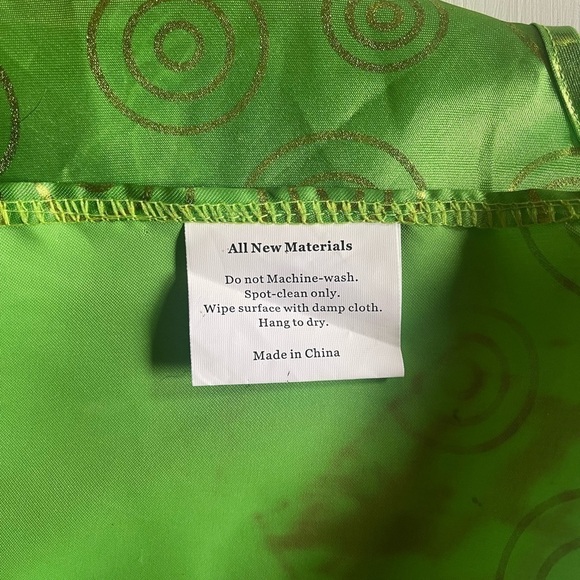 All New Materials
Do not Machine-wash.
Spot-clean only.
Wipe surface with damp cloth.
Hang to dry.
Made in China